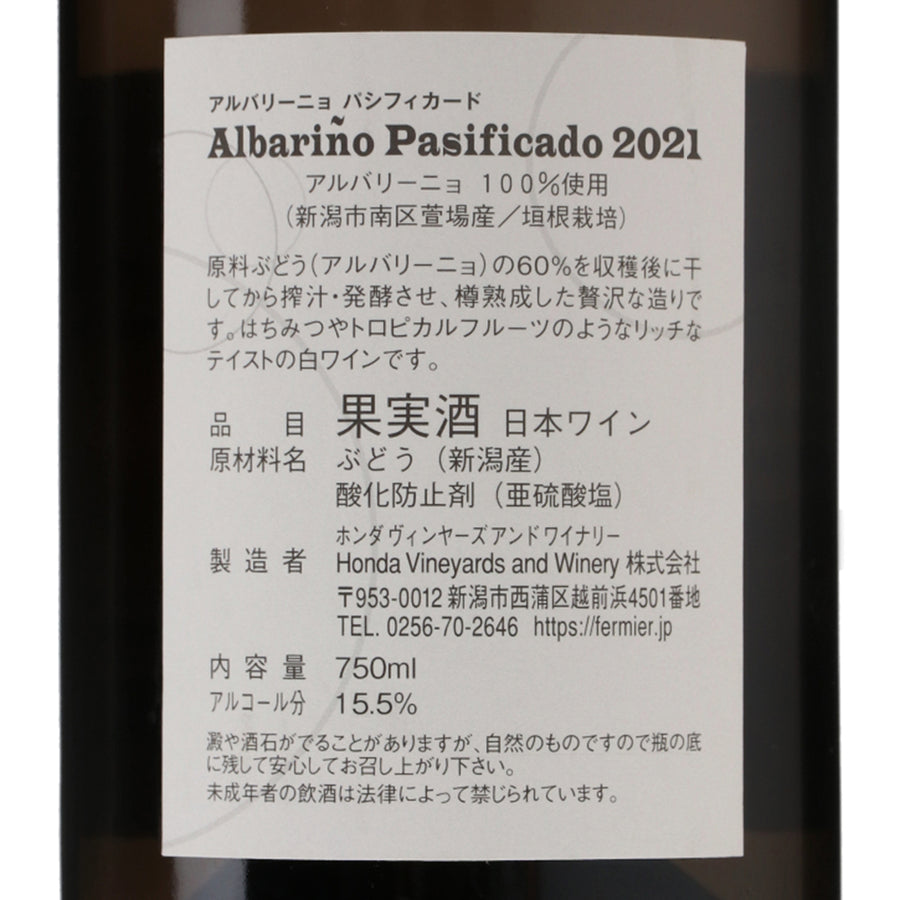 アルバリーニョ パシフィカード
Albariño Pasificado 2021
アルバリーニョ 100%使用
(新潟市南区萱場産/垣根栽培)
原料ぶどう(アルバリーニョ)の60%を収穫後に干
してから搾汁・発酵させ、樽熟成した贅沢な造りで
す。はちみつやトロピカルフルーツのようなリッチな
テイストの白ワインです。
品目 果実酒 日本ワイン
原材料名 ぶどう(新潟産)
酸化防止剤(亜硫酸塩)
ホンダヴィンヤーズアンドワイナリー
製造者 Honda Vineyards and Winery 株式会社
〒953-0012 新潟市西蒲区越前浜4501番地
TEL. 0256-70-2646 https://fermier.jp
内容量 750ml
アルコール分 15.5%
澱や酒石がでることがありますが、自然のものですので瓶の底
に残して安心してお召し上がり下さい。
未成年者の飲酒は法律によって禁じられています。